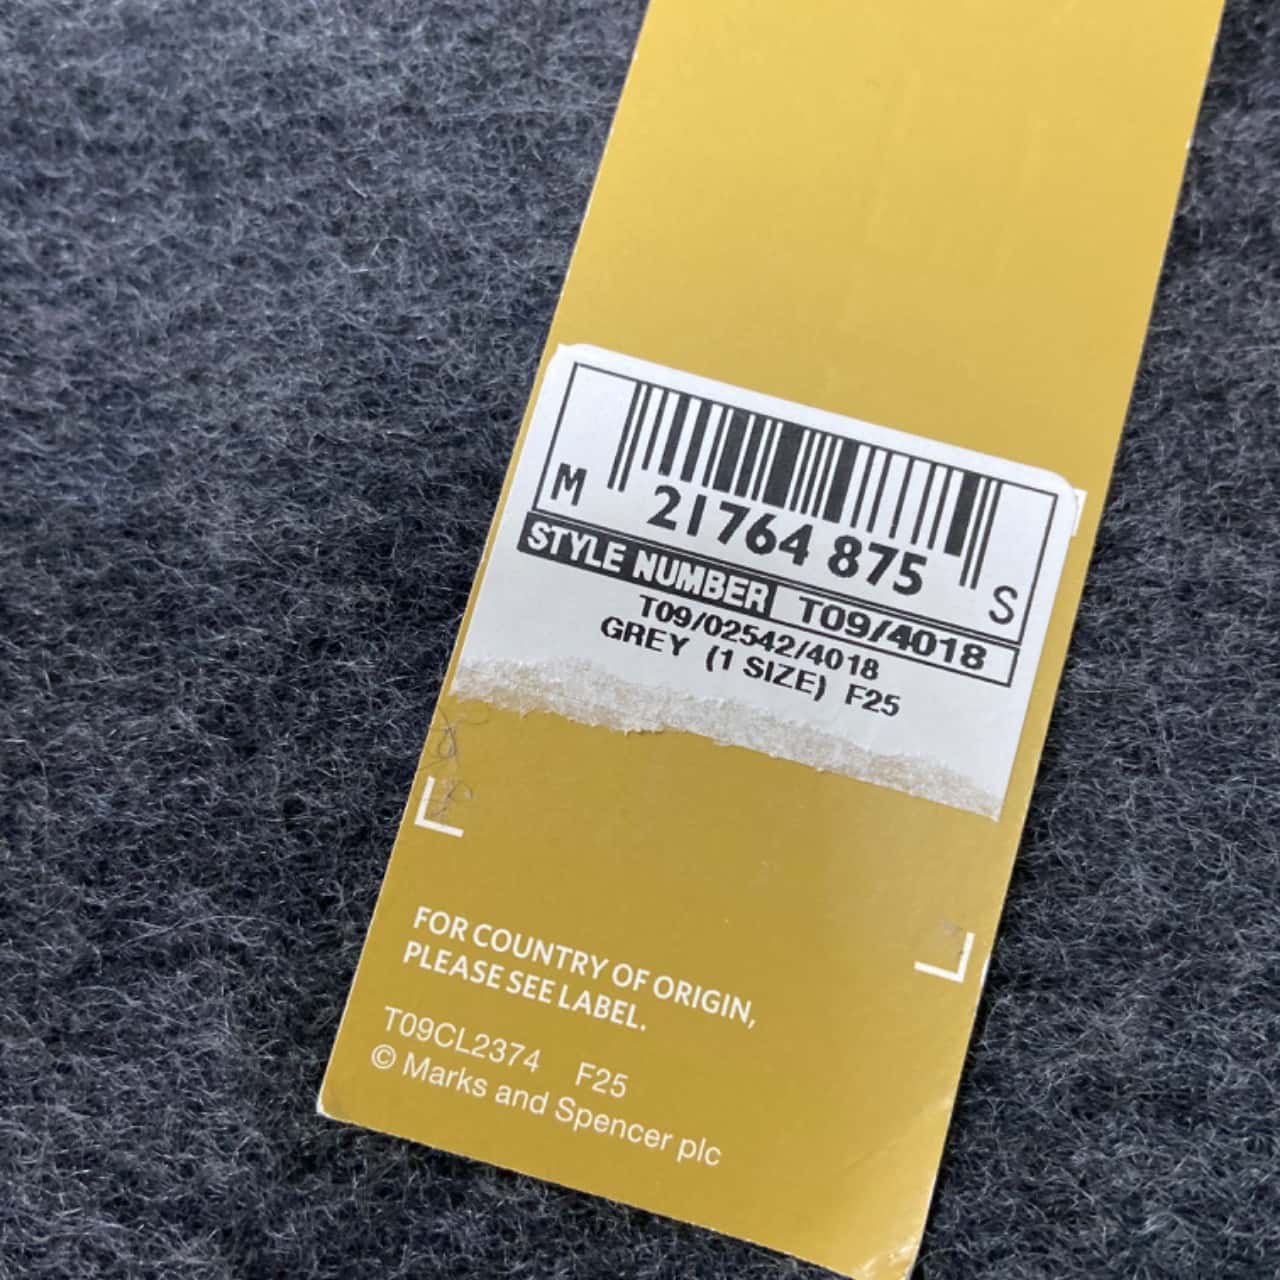 M 21764 875 S
STYLE NUMBER T09/4018
T09/02542/4018
GREY (1 SIZE) F25
FOR COUNTRY OF ORIGIN,
PLEASE SEE LABEL.
T09CL2374 F25
© Marks and Spencer plc